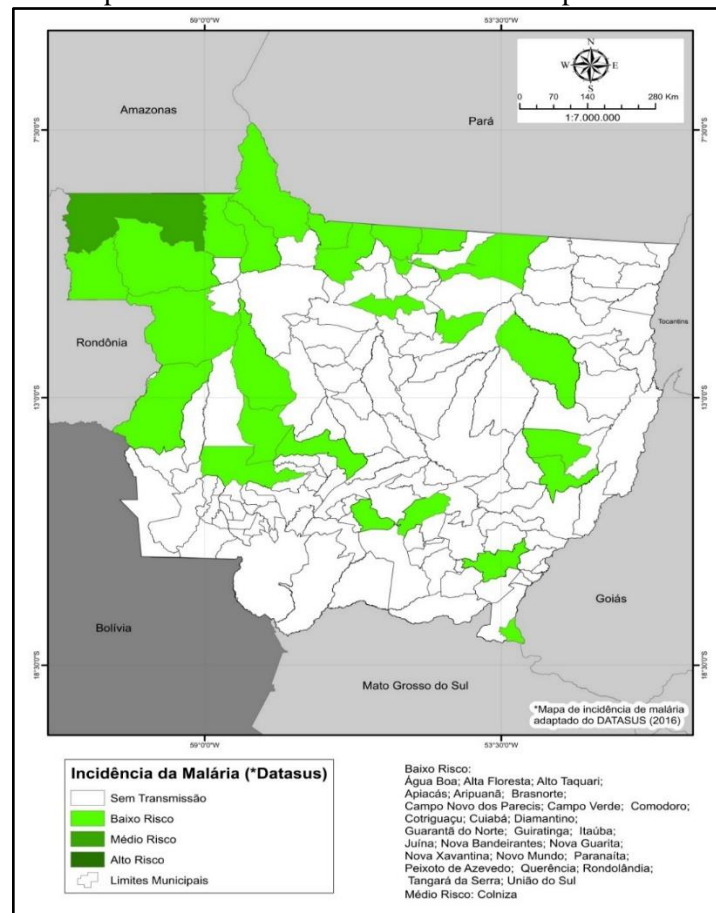 59°0'0"W 53°30'0"W
N
W E
S
0 70 140 280 Km
1:7.000.000
Amazonas
Pará
7°30'0"S 7°30'0"S
Rondônia
Tocantins
13°0'0"S 13°0'0"S
Bolívia
Goiás
Mato Grosso do Sul
18°30'0"S 18°30'0"S
*Mapa de incidência de malária
adaptado do DATASUS (2016)
59°0'0"W 53°30'0"W
Incidência da Malária (*Datasus)
Sem Transmissão
Baixo Risco
Médio Risco
Alto Risco
Limites Municipais
Baixo Risco:
Água Boa; Alta Floresta; Alto Taquari;
Apiacás; Aripuanã; Brasnorte;
Campo Novo dos Parecis; Campo Verde; Comodoro;
Cotriguaçu; Cuiabá; Diamantino;
Guarantã do Norte; Guiratinga; Itaúba;
Juína; Nova Bandeirantes; Nova Guarita;
Nova Xavantina; Novo Mundo; Paranaíta;
Peixoto de Azevedo; Querência; Rondolândia;
Tangará da Serra; União do Sul
Médio Risco: Colniza